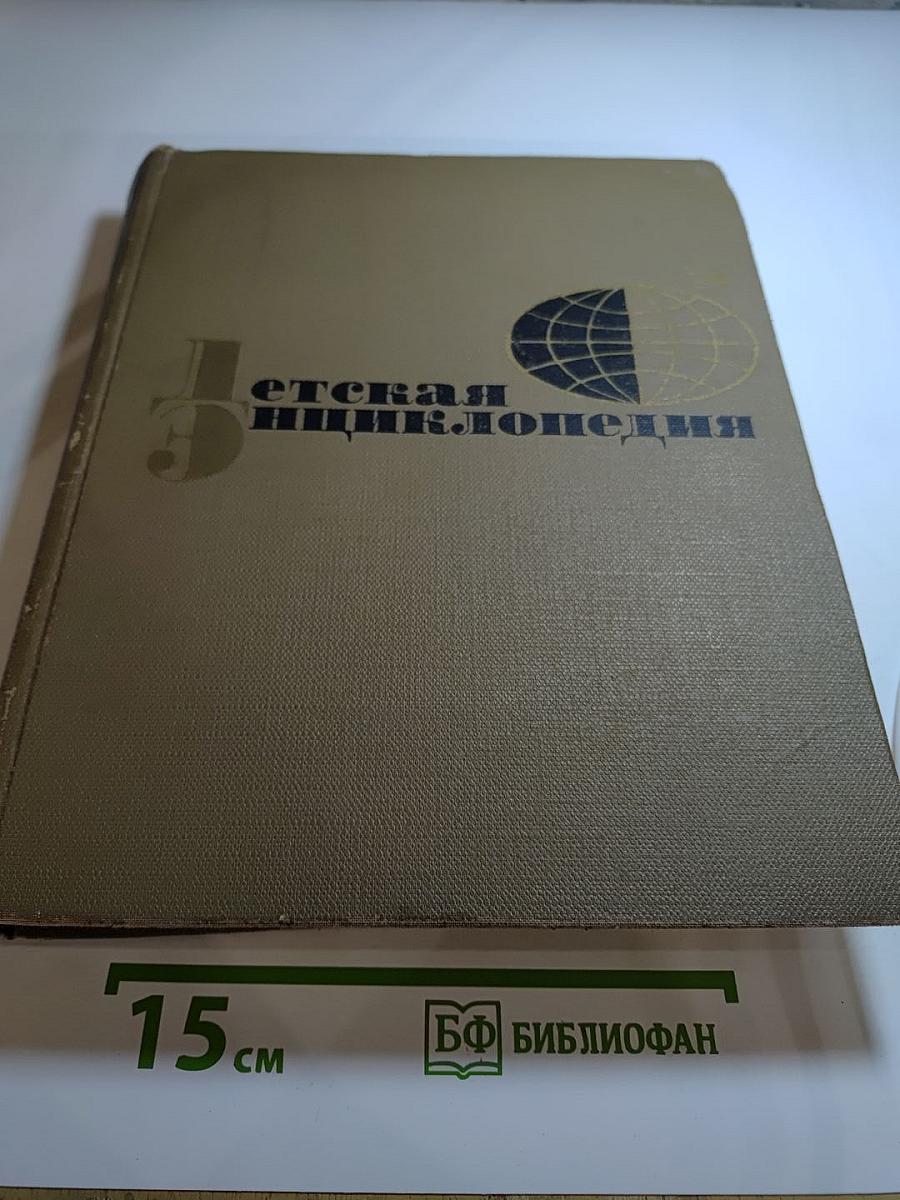 Детская
Энциклопедия
15 см
БФ БИБЛИОФАН